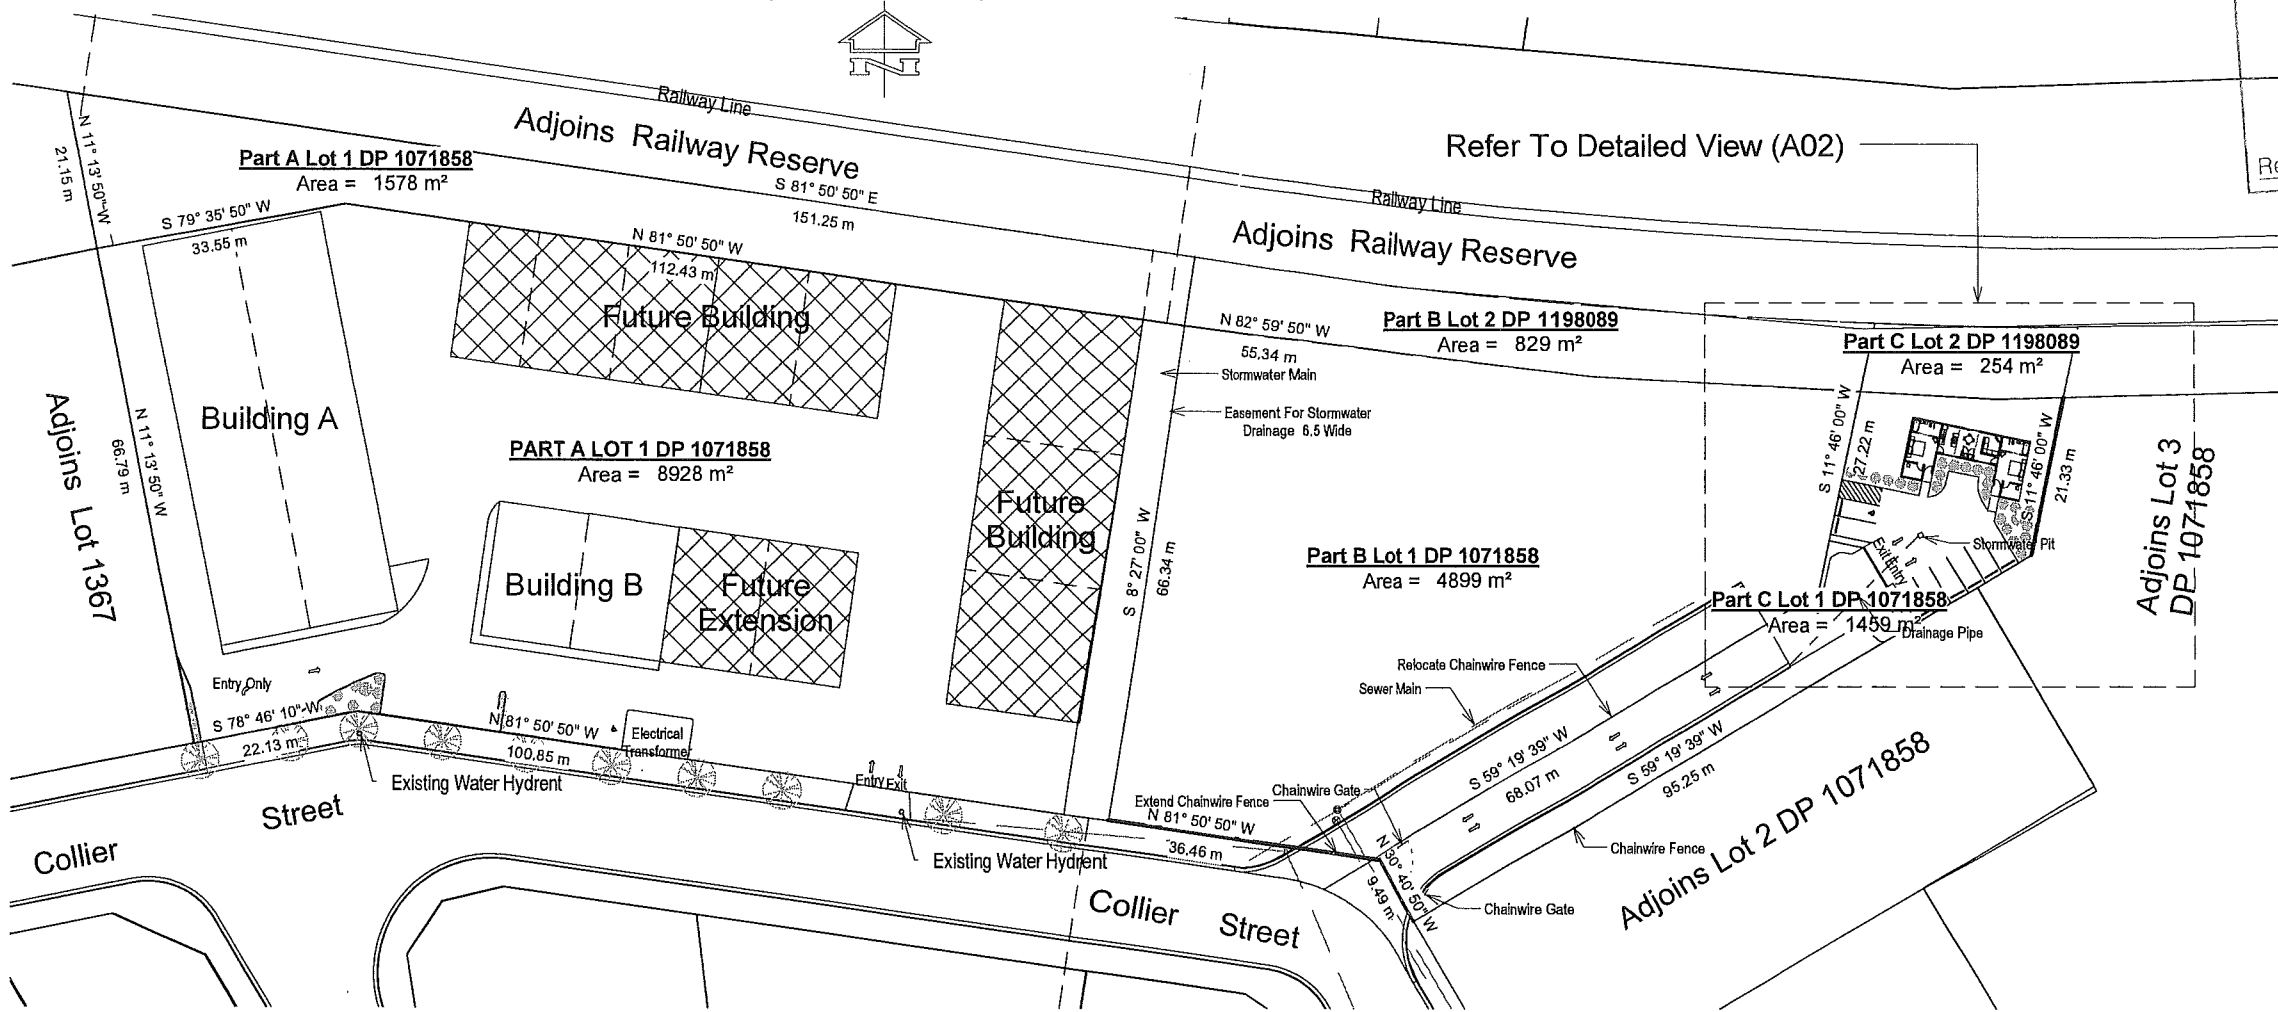 N
Railway Line
Adjoins Railway Reserve
S 81° 50' 50" E
151.25 m
Refer To Detailed View (A02)
Railway Line
Adjoins Railway Reserve
N 11° 13' 50" W
21.15 m
Part A Lot 1 DP 1071858
Area = 1578 m²
S 79° 35' 50" W
33.55 m
N 81° 50' 50" W
112.43 m
Future Building
Building A
Adjoins Lot 1367
N 11° 13' 50" W
66.79 m
PART A LOT 1 DP 1071858
Area = 8928 m²
Building B
Future
Extension
Future
Building
N 82° 59' 50" W
55.34 m
Stormwater Main
Easement For Stormwater
Drainage 6.5 Wide
S 8° 27' 00" W
66.34 m
Part B Lot 2 DP 1198089
Area = 829 m²
Part C Lot 2 DP 1198089
Area = 254 m²
S 11° 46' 00" W
27.22 m
S 11° 46' 00" W
21.33 m
Adjoins Lot 3
DP 1071858
Stormwater Pit
Exit
Entry
Part B Lot 1 DP 1071858
Area = 4899 m²
Part C Lot 1 DP 1071858
Area = 1459 m²
Drainage Pipe
Relocate Chainwire Fence
Sewer Main
Entry Only
S 78° 46' 10" W
22.13 m
N 81° 50' 50" W
100.85 m
Electrical
Transformer
Entry Exit
Existing Water Hydrent
Existing Water Hydrent
Extend Chainwire Fence
Chainwire Gate
N 81° 50' 50" W
36.46 m
S 59° 19' 39" W
68.07 m
S 59° 19' 39" W
95.25 m
N 30° 40' 50" W
9.49 m
Chainwire Fence
Chainwire Gate
Adjoins Lot 2 DP 1071858
Collier Street
Collier Street